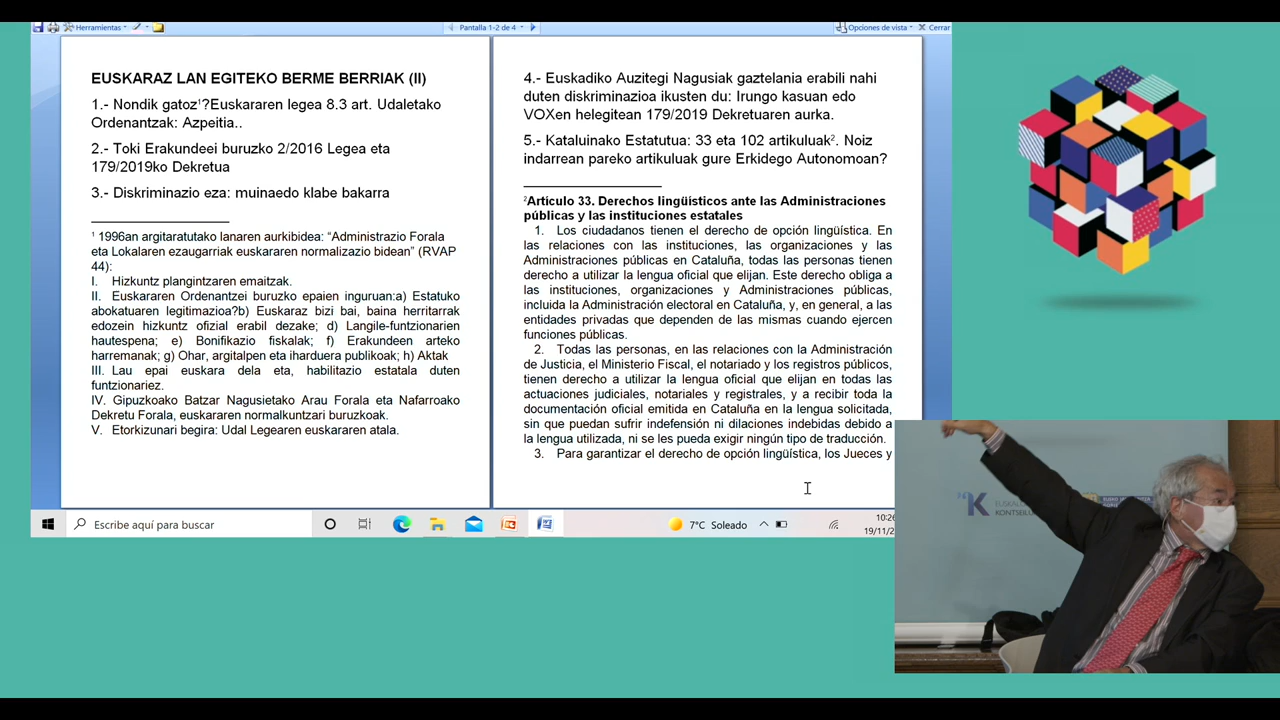 Herramientas
Pantalla 1-2 de 4
Opciones de vista
Cerrar
EUSKARAZ LAN EGITEKO BERME BERRIAK (II)
1.- Nondik gatoz¹?Euskararen legea 8.3 art. Udaletako
Ordenantzak: Azpeitia..
2.- Toki Erakundeei buruzko 2/2016 Legea eta
179/2019ko Dekretua
3.- Diskriminazio eza: muinaedo klabe bakarra
¹ 1996an argitaratutako lanaren aurkibidea: “Administrazio Forala
eta Lokalaren ezaugarriak euskararen normalizazio bidean” (RVAP
44):
I. Hizkuntz plangintzaren emaitzak.
II. Euskararen Ordenantzei buruzko epaien inguruan:a) Estatuko
abokatuaren legitimazioa?b) Euskaraz bizi bai, baina herritarrak
edozein hizkuntz ofizial erabil dezake; d) Langile-funtzionarien
hautespena; e) Bonifikazio fiskalak; f) Erakundeen arteko
harremanak; g) Ohar, argitalpen eta iharduera publikoak; h) Aktak
III. Lau epai euskara dela eta, habilitazio estatala duten
funtzionariez.
IV. Gipuzkoako Batzar Nagusietako Arau Forala eta Nafarroako
Dekretu Forala, euskararen normalkuntzari buruzkoak.
V. Etorkizunari begira: Udal Legearen euskararen atala.
4.- Euskadiko Auzitegi Nagusiak gaztelania erabili nahi
duten diskriminazioa ikusten du: Irungo kasuan edo
VOXen helegitean 179/2019 Dekretuaren aurka.
5.- Kataluinako Estatutua: 33 eta 102 artikuluak². Noiz
indarrean pareko artikuluak gure Erkidego Autonomoan?
²Artículo 33. Derechos lingüísticos ante las Administraciones
públicas y las instituciones estatales
1. Los ciudadanos tienen el derecho de opción lingüística. En
las relaciones con las instituciones, las organizaciones y las
Administraciones públicas en Cataluña, todas las personas tienen
derecho a utilizar la lengua oficial que elijan. Este derecho obliga a
las instituciones, organizaciones y Administraciones públicas,
incluida la Administración electoral en Cataluña, y, en general, a las
entidades privadas que dependen de las mismas cuando ejercen
funciones públicas.
2. Todas las personas, en las relaciones con la Administración
de Justicia, el Ministerio Fiscal, el notariado y los registros públicos,
tienen derecho a utilizar la lengua oficial que elijan en todas las
actuaciones judiciales, notariales y registrales, y a recibir toda la
documentación oficial emitida en Cataluña en la lengua solicitada,
sin que puedan sufrir indefensión ni dilaciones indebidas debido a
la lengua utilizada, ni se les pueda exigir ningún tipo de traducción.
3. Para garantizar el derecho de opción lingüística, los Jueces y
Escribe aquí para buscar
7°C Soleado
10:26
19/11/2
K